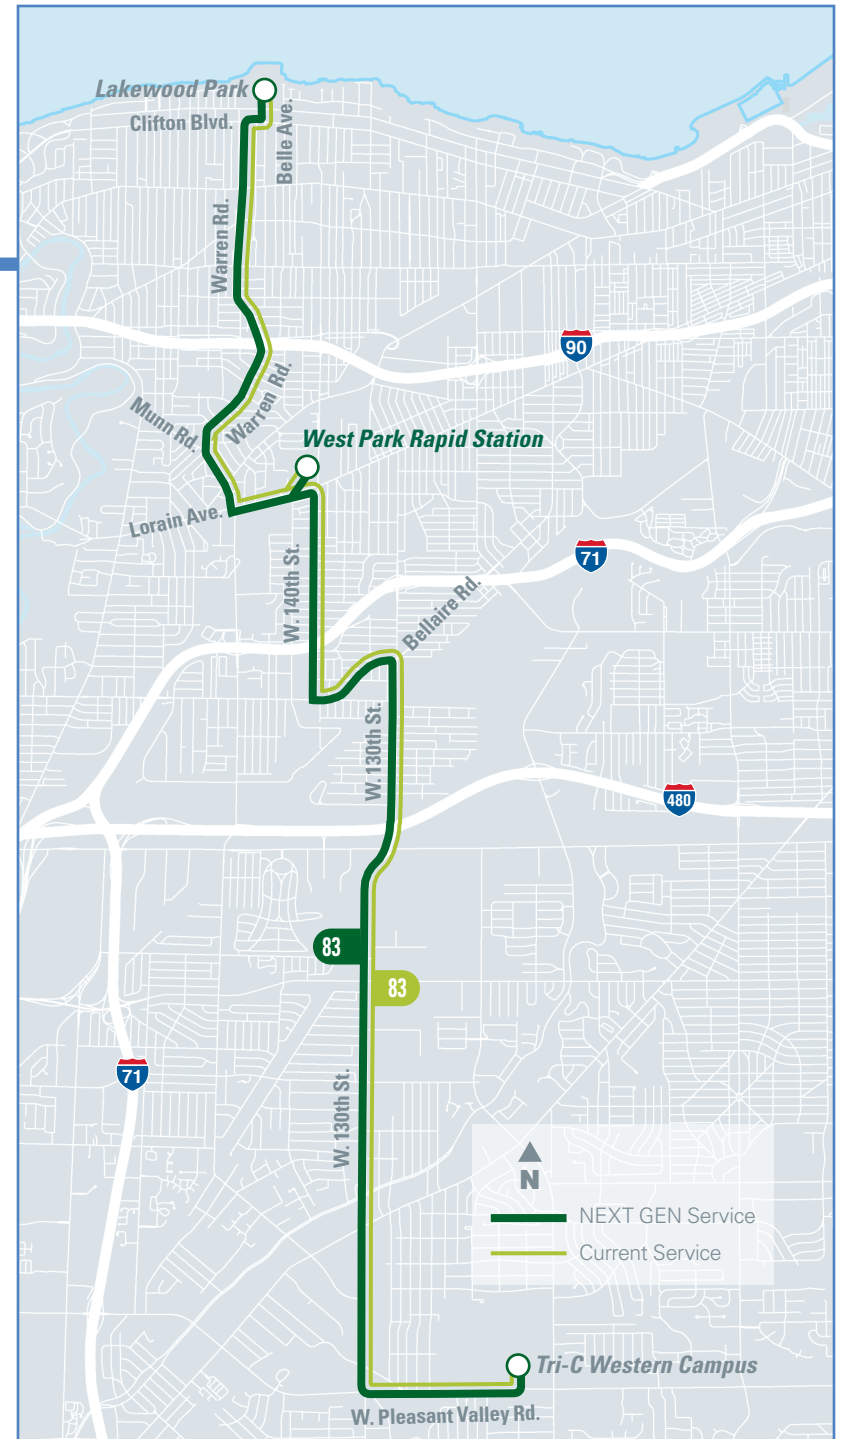 Lakewood Park
Clifton Blvd.
Belle Ave.
Warren Rd.
90
Warren Rd.
Munn Rd.
West Park Rapid Station
Lorain Ave.
71
W. 140th St.
Bellaire Rd.
W. 130th St.
480
83
83
71
W. 130th St.
N
NEXT GEN Service
Current Service
Tri-C Western Campus
W. Pleasant Valley Rd.